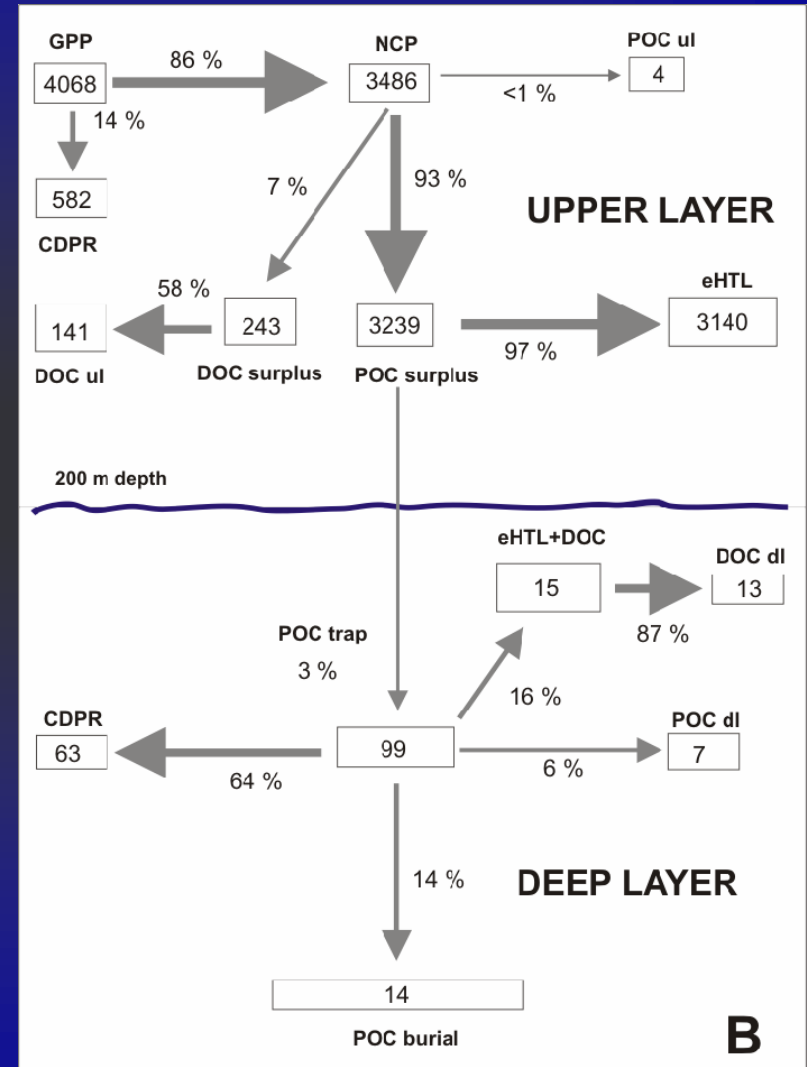 GPP
NCP
POC ul
4068
86 %
3486
<1 %
4
14 %
582
CDPR
7 %
93 %
UPPER LAYER
58 %
eHTL
141
243
3239
97 %
3140
DOC ul
DOC surplus
POC surplus
200 m depth
eHTL+DOC
DOC dl
15
13
87 %
POC trap
3 %
16 %
CDPR
POC dl
63
99
7
64 %
6 %
14 %
DEEP LAYER
14
POC burial
B